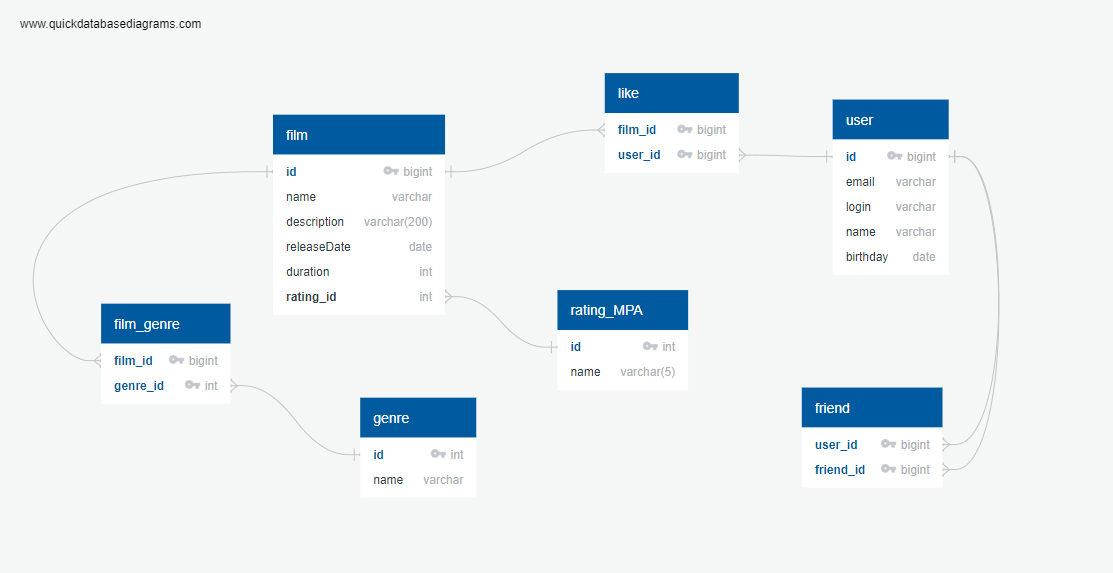 www.quickdatabasediagrams.com
film
id bigint
name varchar
description varchar(200)
releaseDate date
duration int
rating_id int
like
film_id bigint
user_id bigint
user
id bigint
email varchar
login varchar
name varchar
birthday date
film_genre
film_id bigint
genre_id int
rating_MPA
id int
name varchar(5)
genre
id int
name varchar
friend
user_id bigint
friend_id bigint